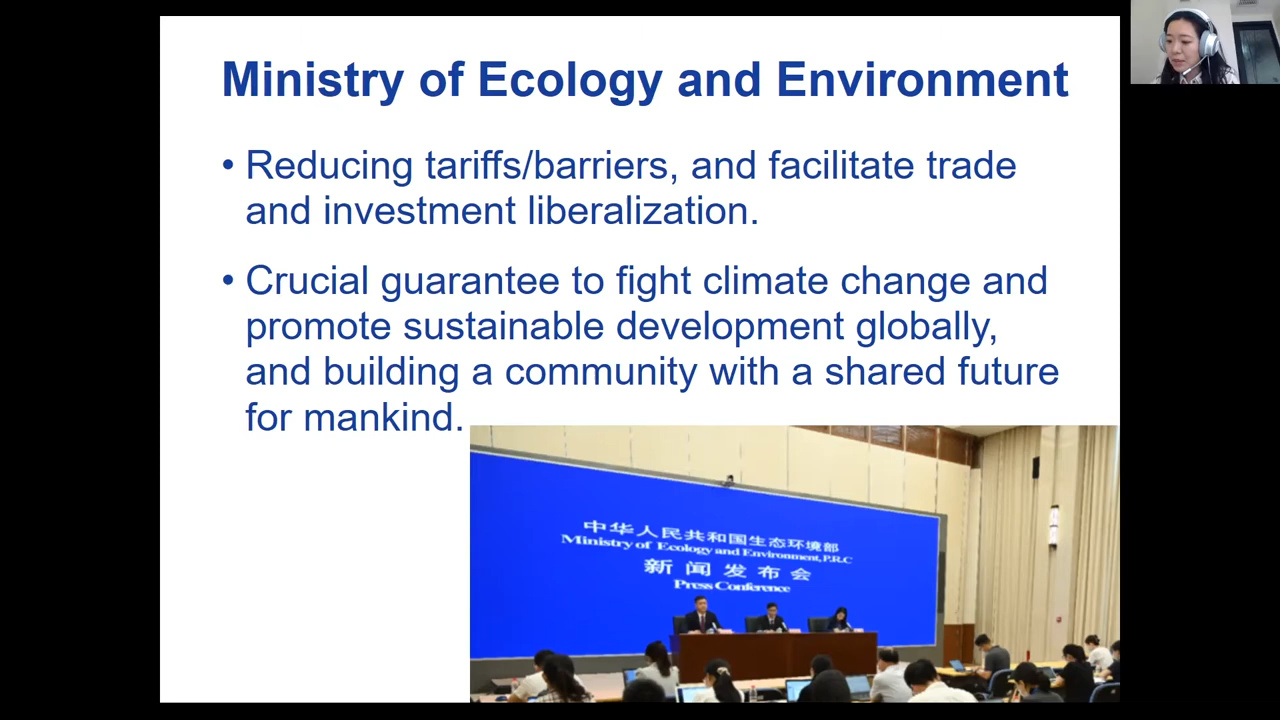 Ministry of Ecology and Environment
• Reducing tariffs/barriers, and facilitate trade
and investment liberalization.
• Crucial guarantee to fight climate change and
promote sustainable development globally,
and building a community with a shared future
for mankind.
中华人民共和国生态环境部
Ministry of Ecology and Environment, P.R.C
新闻发布会
Press Conference